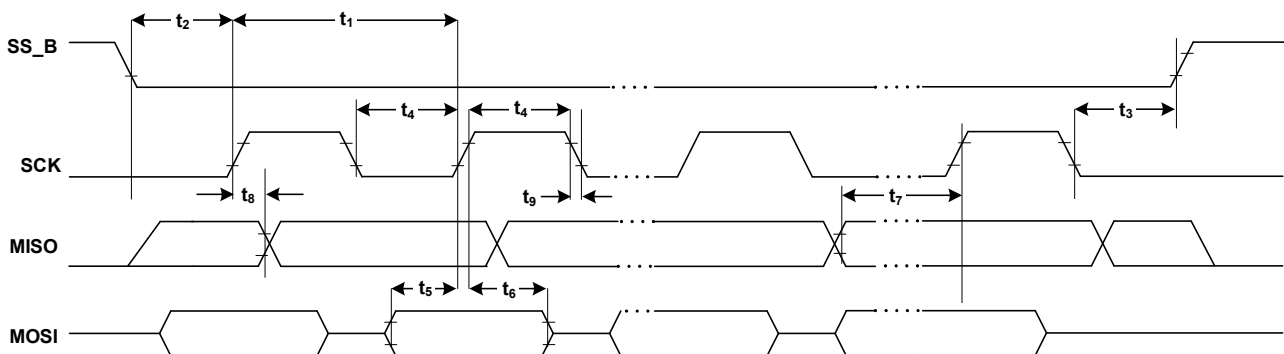 t₂ t₁
SS_B
t₄ t₄ t₃
SCK
t₈ t₉ t₇
MISO
t₅ t₆
MOSI